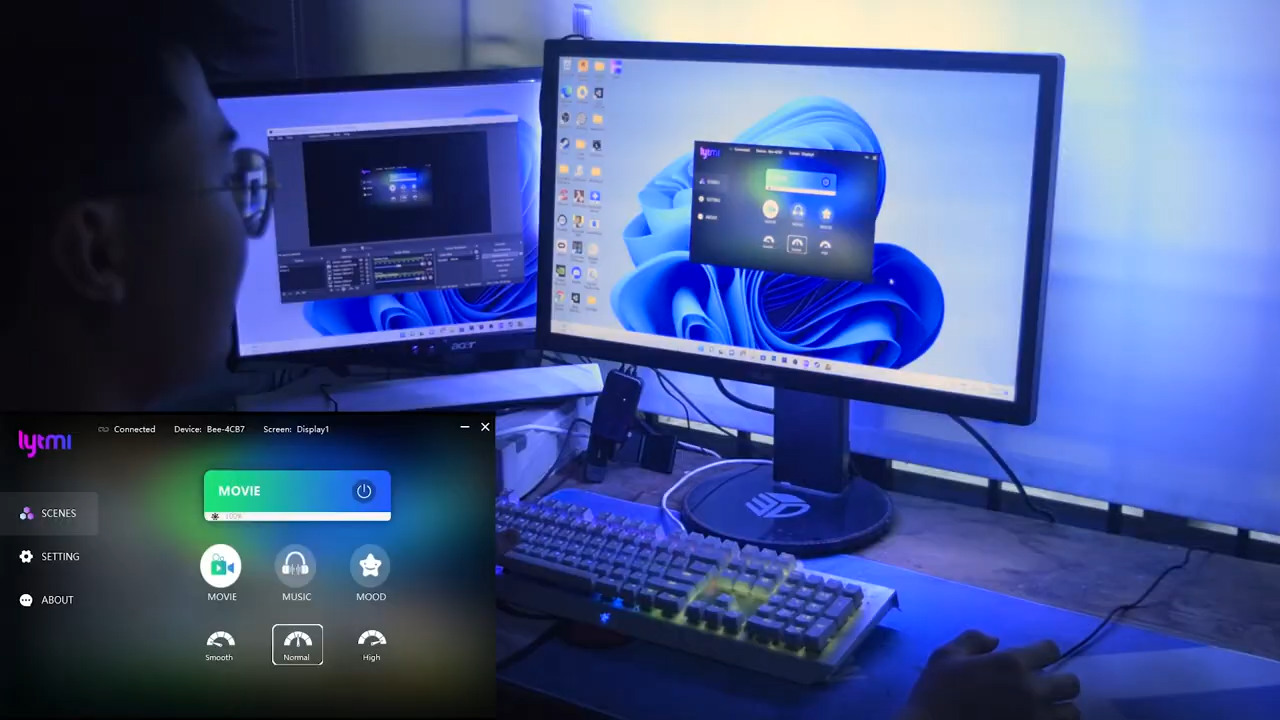 acer
lytmi
Connected Device: Bee-4CB7 Screen: Display1
MOVIE
100%
SCENES
SETTING
ABOUT
MOVIE MUSIC MOOD
Smooth Normal High